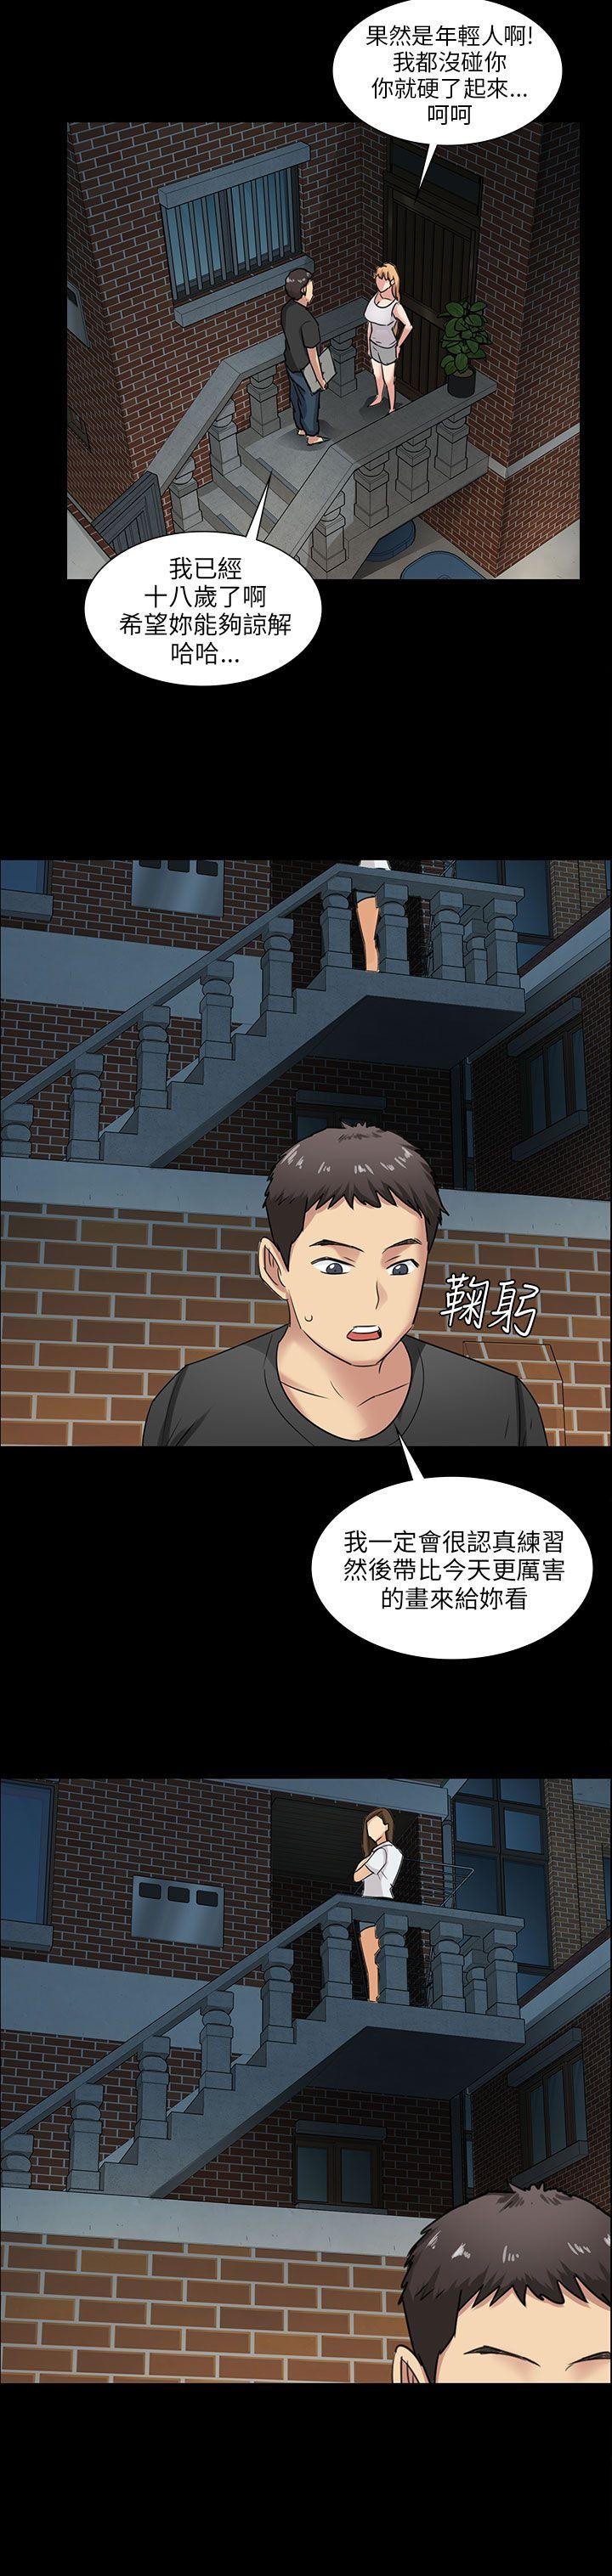 果然是年輕人啊!
我都沒碰你
你就硬了起來...
呵呵
我已經
十八歲了啊
希望妳能夠諒解
哈哈...
鞠躬
我一定會很認真練習
然後帶比今天更厲害
的畫來給妳看